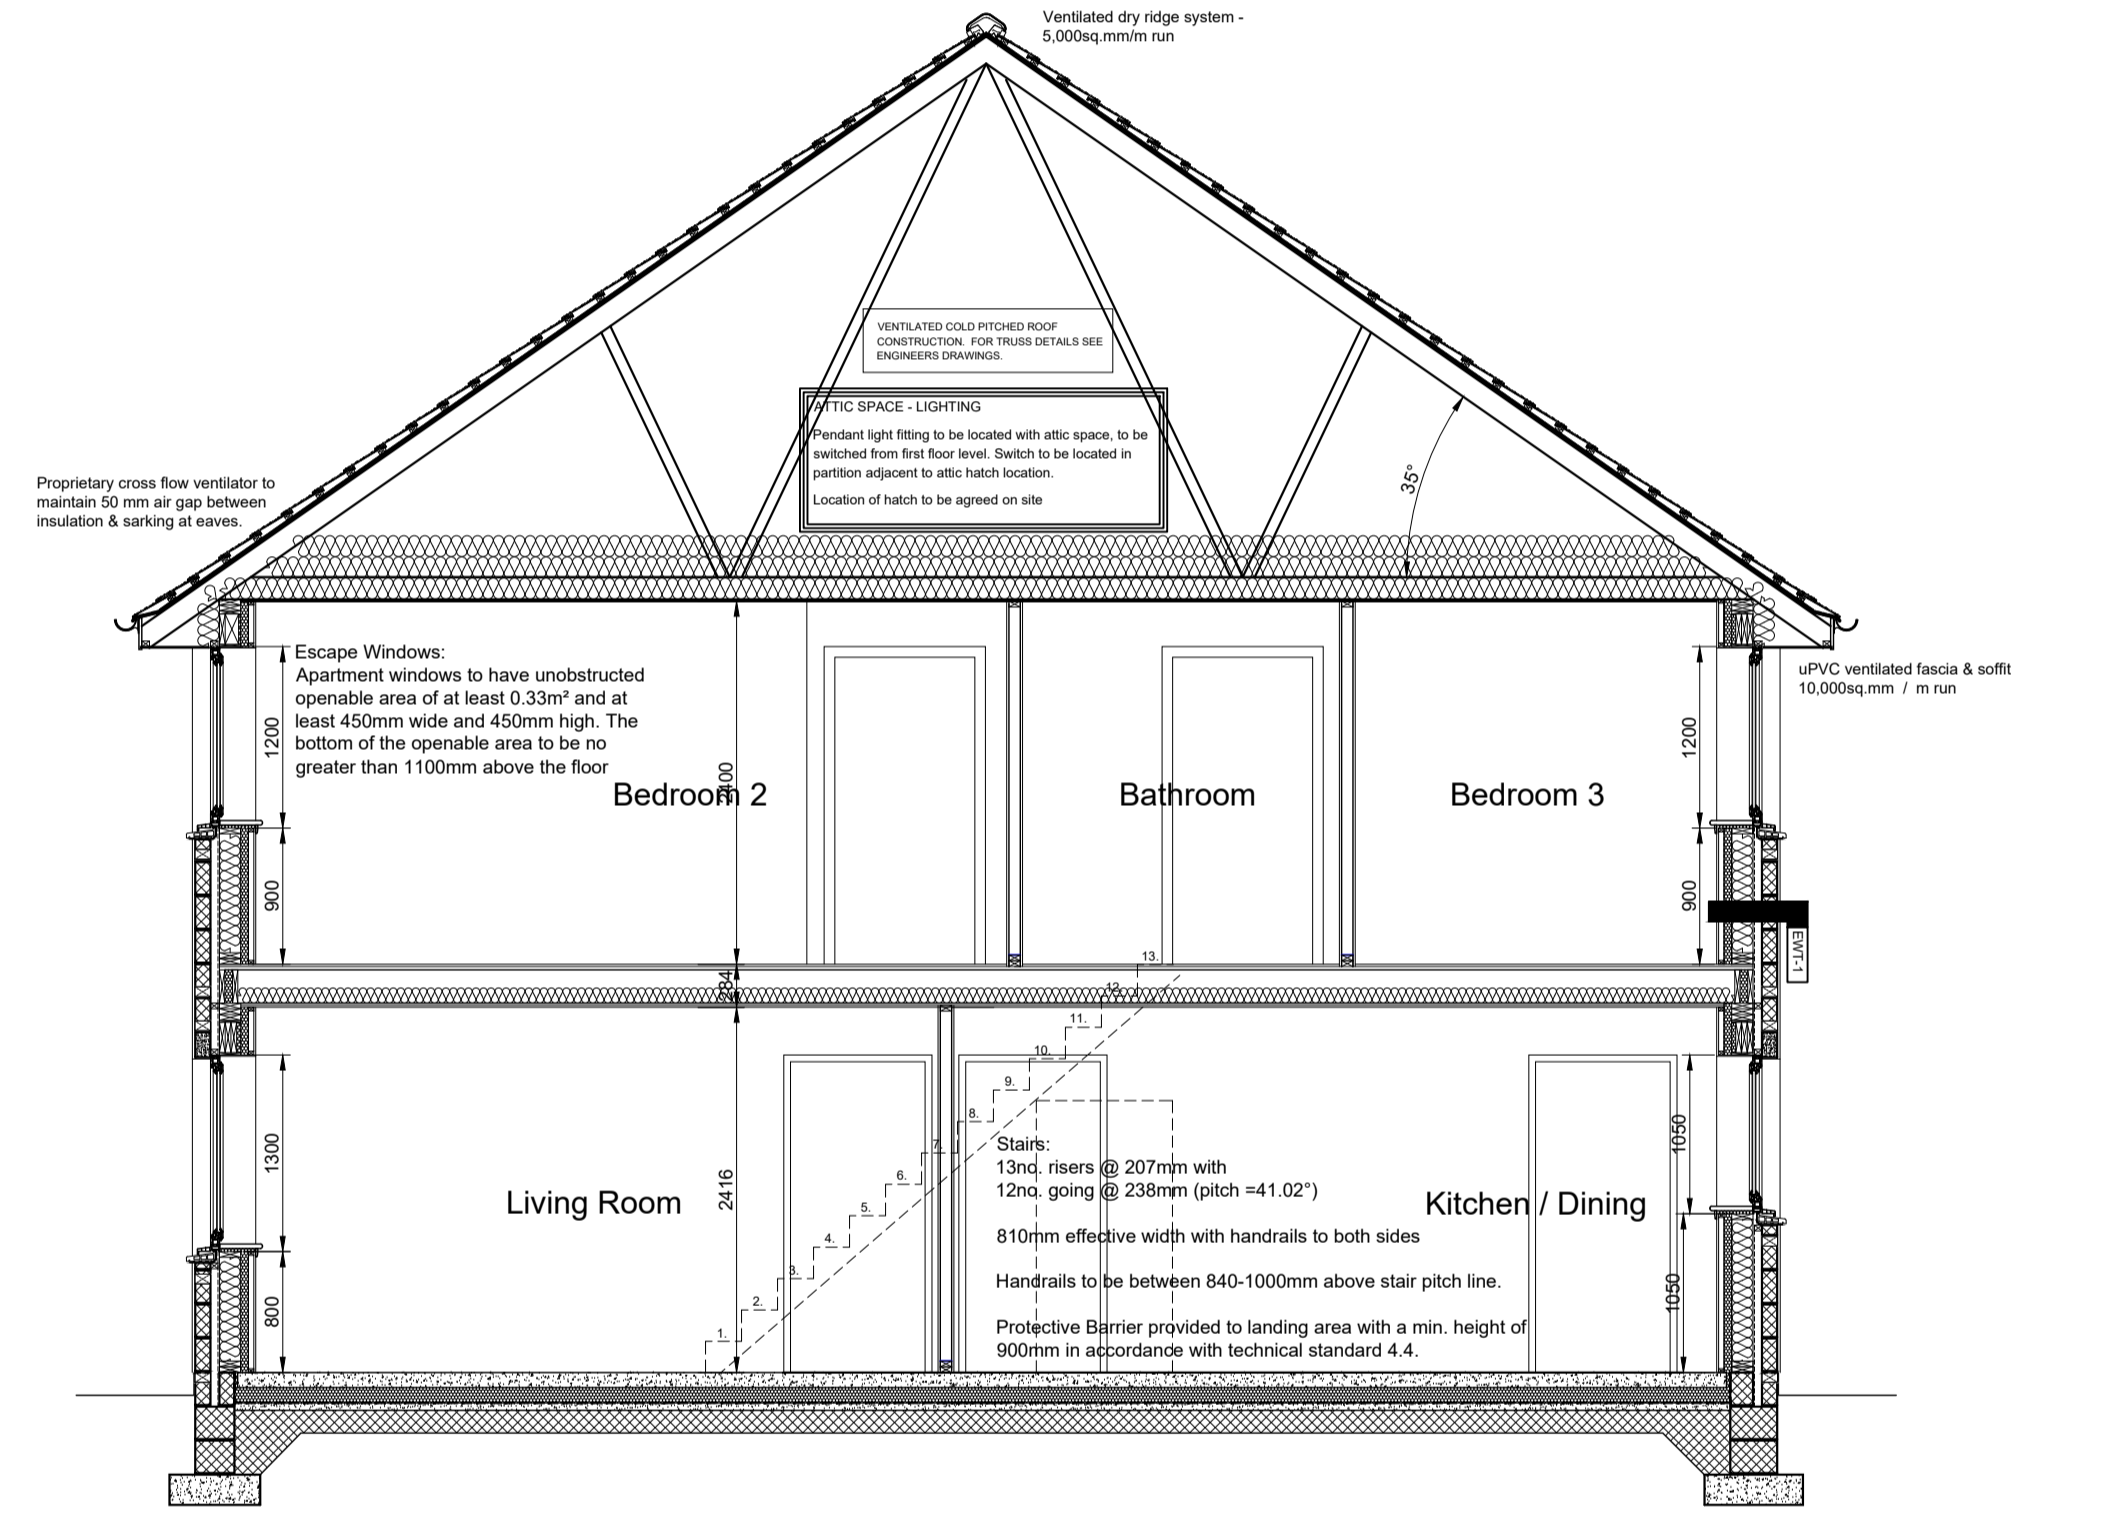 Ventilated dry ridge system -
5,000sq.mm/m run
VENTILATED COLD PITCHED ROOF
CONSTRUCTION. FOR TRUSS DETAILS SEE
ENGINEERS DRAWINGS.
ATTIC SPACE - LIGHTING
Pendant light fitting to be located with attic space, to be
switched from first floor level. Switch to be located in
partition adjacent to attic hatch location.
Location of hatch to be agreed on site
35°
Proprietary cross flow ventilator to
maintain 50 mm air gap between
insulation & sarking at eaves.
uPVC ventilated fascia & soffit
10,000sq.mm / m run
Escape Windows:
Apartment windows to have unobstructed
openable area of at least 0.33m² and at
least 450mm wide and 450mm high. The
bottom of the openable area to be no
greater than 1100mm above the floor
1200
2400
1200
Bedroom 2
Bathroom
Bedroom 3
900
900
EWT-1
284
13.
12.
11.
10.
9.
8.
7.
6.
5.
4.
3.
2.
1.
1300
2416
1050
Living Room
Kitchen / Dining
Stairs:
13no. risers @ 207mm with
12no. going @ 238mm (pitch =41.02°)
810mm effective width with handrails to both sides
Handrails to be between 840-1000mm above stair pitch line.
Protective Barrier provided to landing area with a min. height of
900mm in accordance with technical standard 4.4.
800
1050